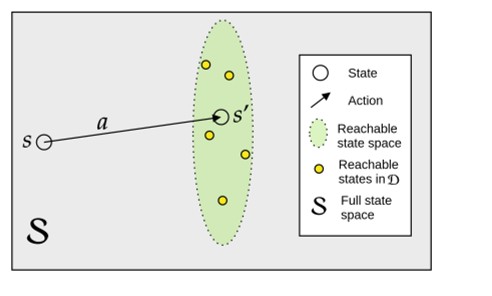 a
s
s′
S
State
Action
Reachable
state space
Reachable
states in D
S
Full state
space